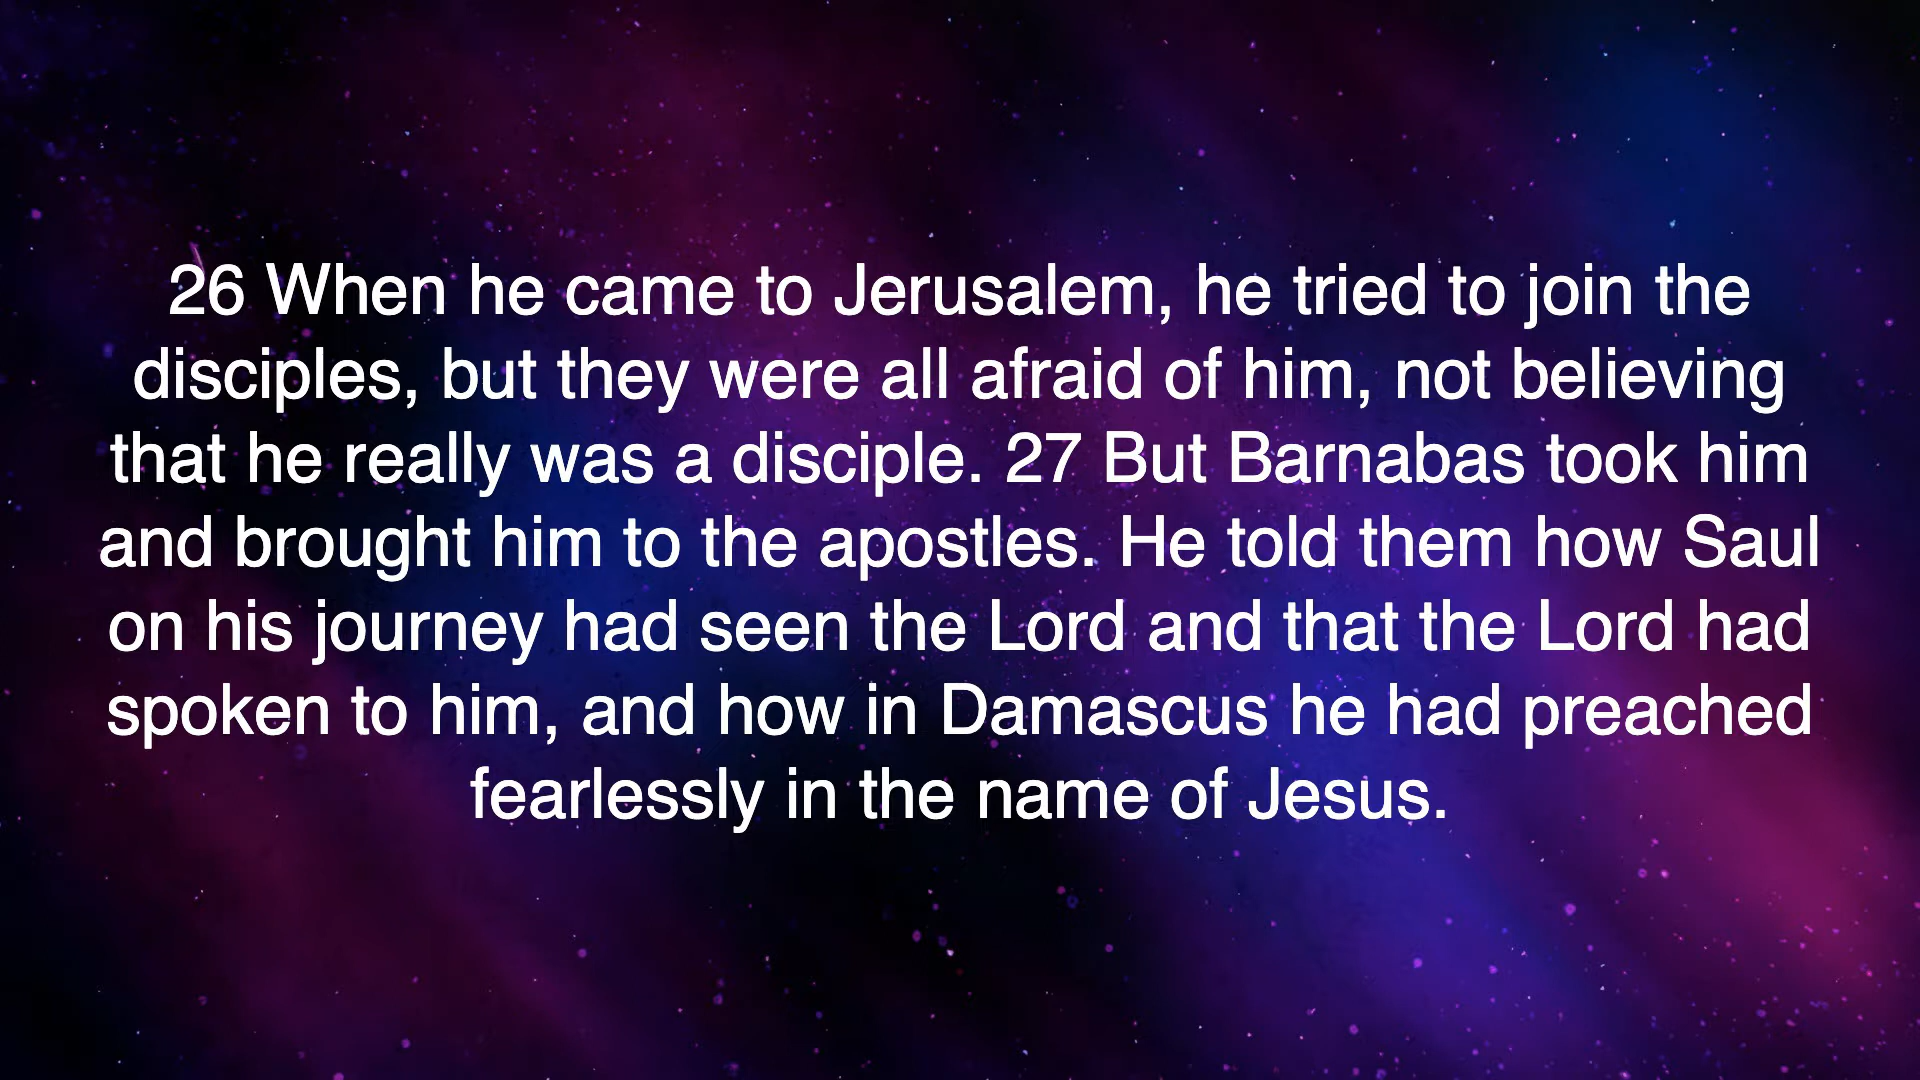 26 When he came to Jerusalem, he tried to join the
disciples, but they were all afraid of him, not believing
that he really was a disciple. 27 But Barnabas took him
and brought him to the apostles. He told them how Saul
on his journey had seen the Lord and that the Lord had
spoken to him, and how in Damascus he had preached
fearlessly in the name of Jesus.